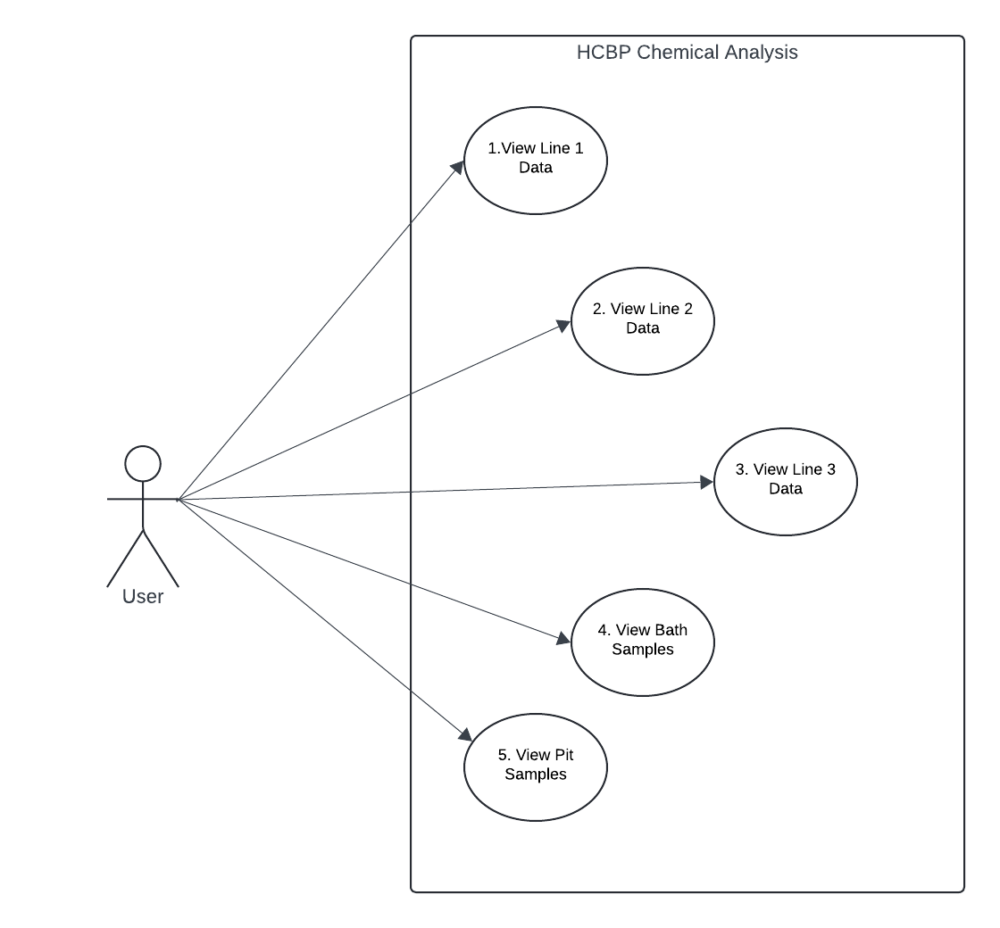 HCBP Chemical Analysis
1.View Line 1
Data
2. View Line 2
Data
3. View Line 3
Data
User
4. View Bath
Samples
5. View Pit
Samples